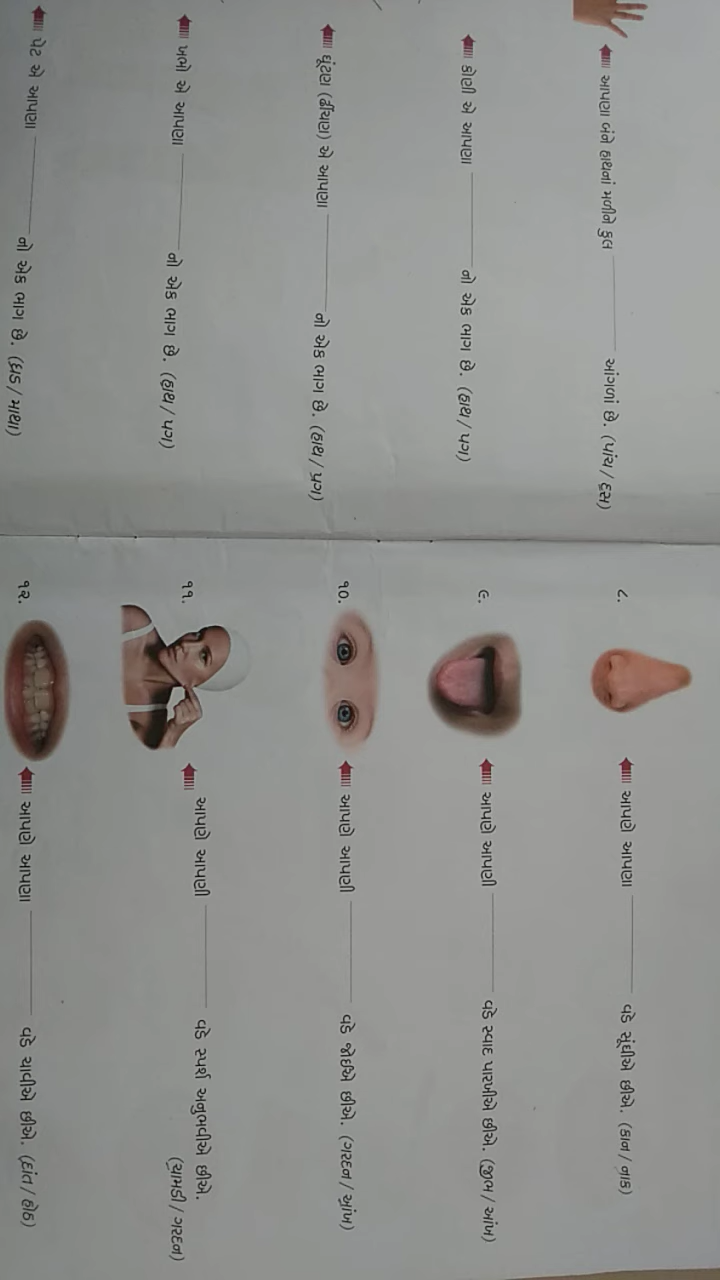 આપણા બંને હાથનાં મળીને કુલ ________ આંગળાં છે. (પાંચ / દસ)
કોણી એ આપણા ________ નો એક ભાગ છે. (હાથ / પગ)
ઘૂંટણ (ઢીંચણ) એ આપણા ________ નો એક ભાગ છે. (હાથ / પગ)
ખભો એ આપણા ________ નો એક ભાગ છે. (હાથ / પગ)
પેટ એ આપણા ________ નો એક ભાગ છે. (ધડ / માથા)
૮. આપણે આપણા ________ વડે સૂંઘીએ છીએ. (કાન / નાક)
૯. આપણે આપણી ________ વડે સ્વાદ પારખીએ છીએ. (જીભ / આંખ)
૧૦. આપણે આપણી ________ વડે જોઈએ છીએ. (ગરદન / આંખ)
૧૧. આપણે આપણી ________ વડે સ્પર્શ અનુભવીએ છીએ.
(ચામડી / ગરદન)
૧૨. આપણે આપણા ________ વડે ચાવીએ છીએ. (દાંત / હોઠ)